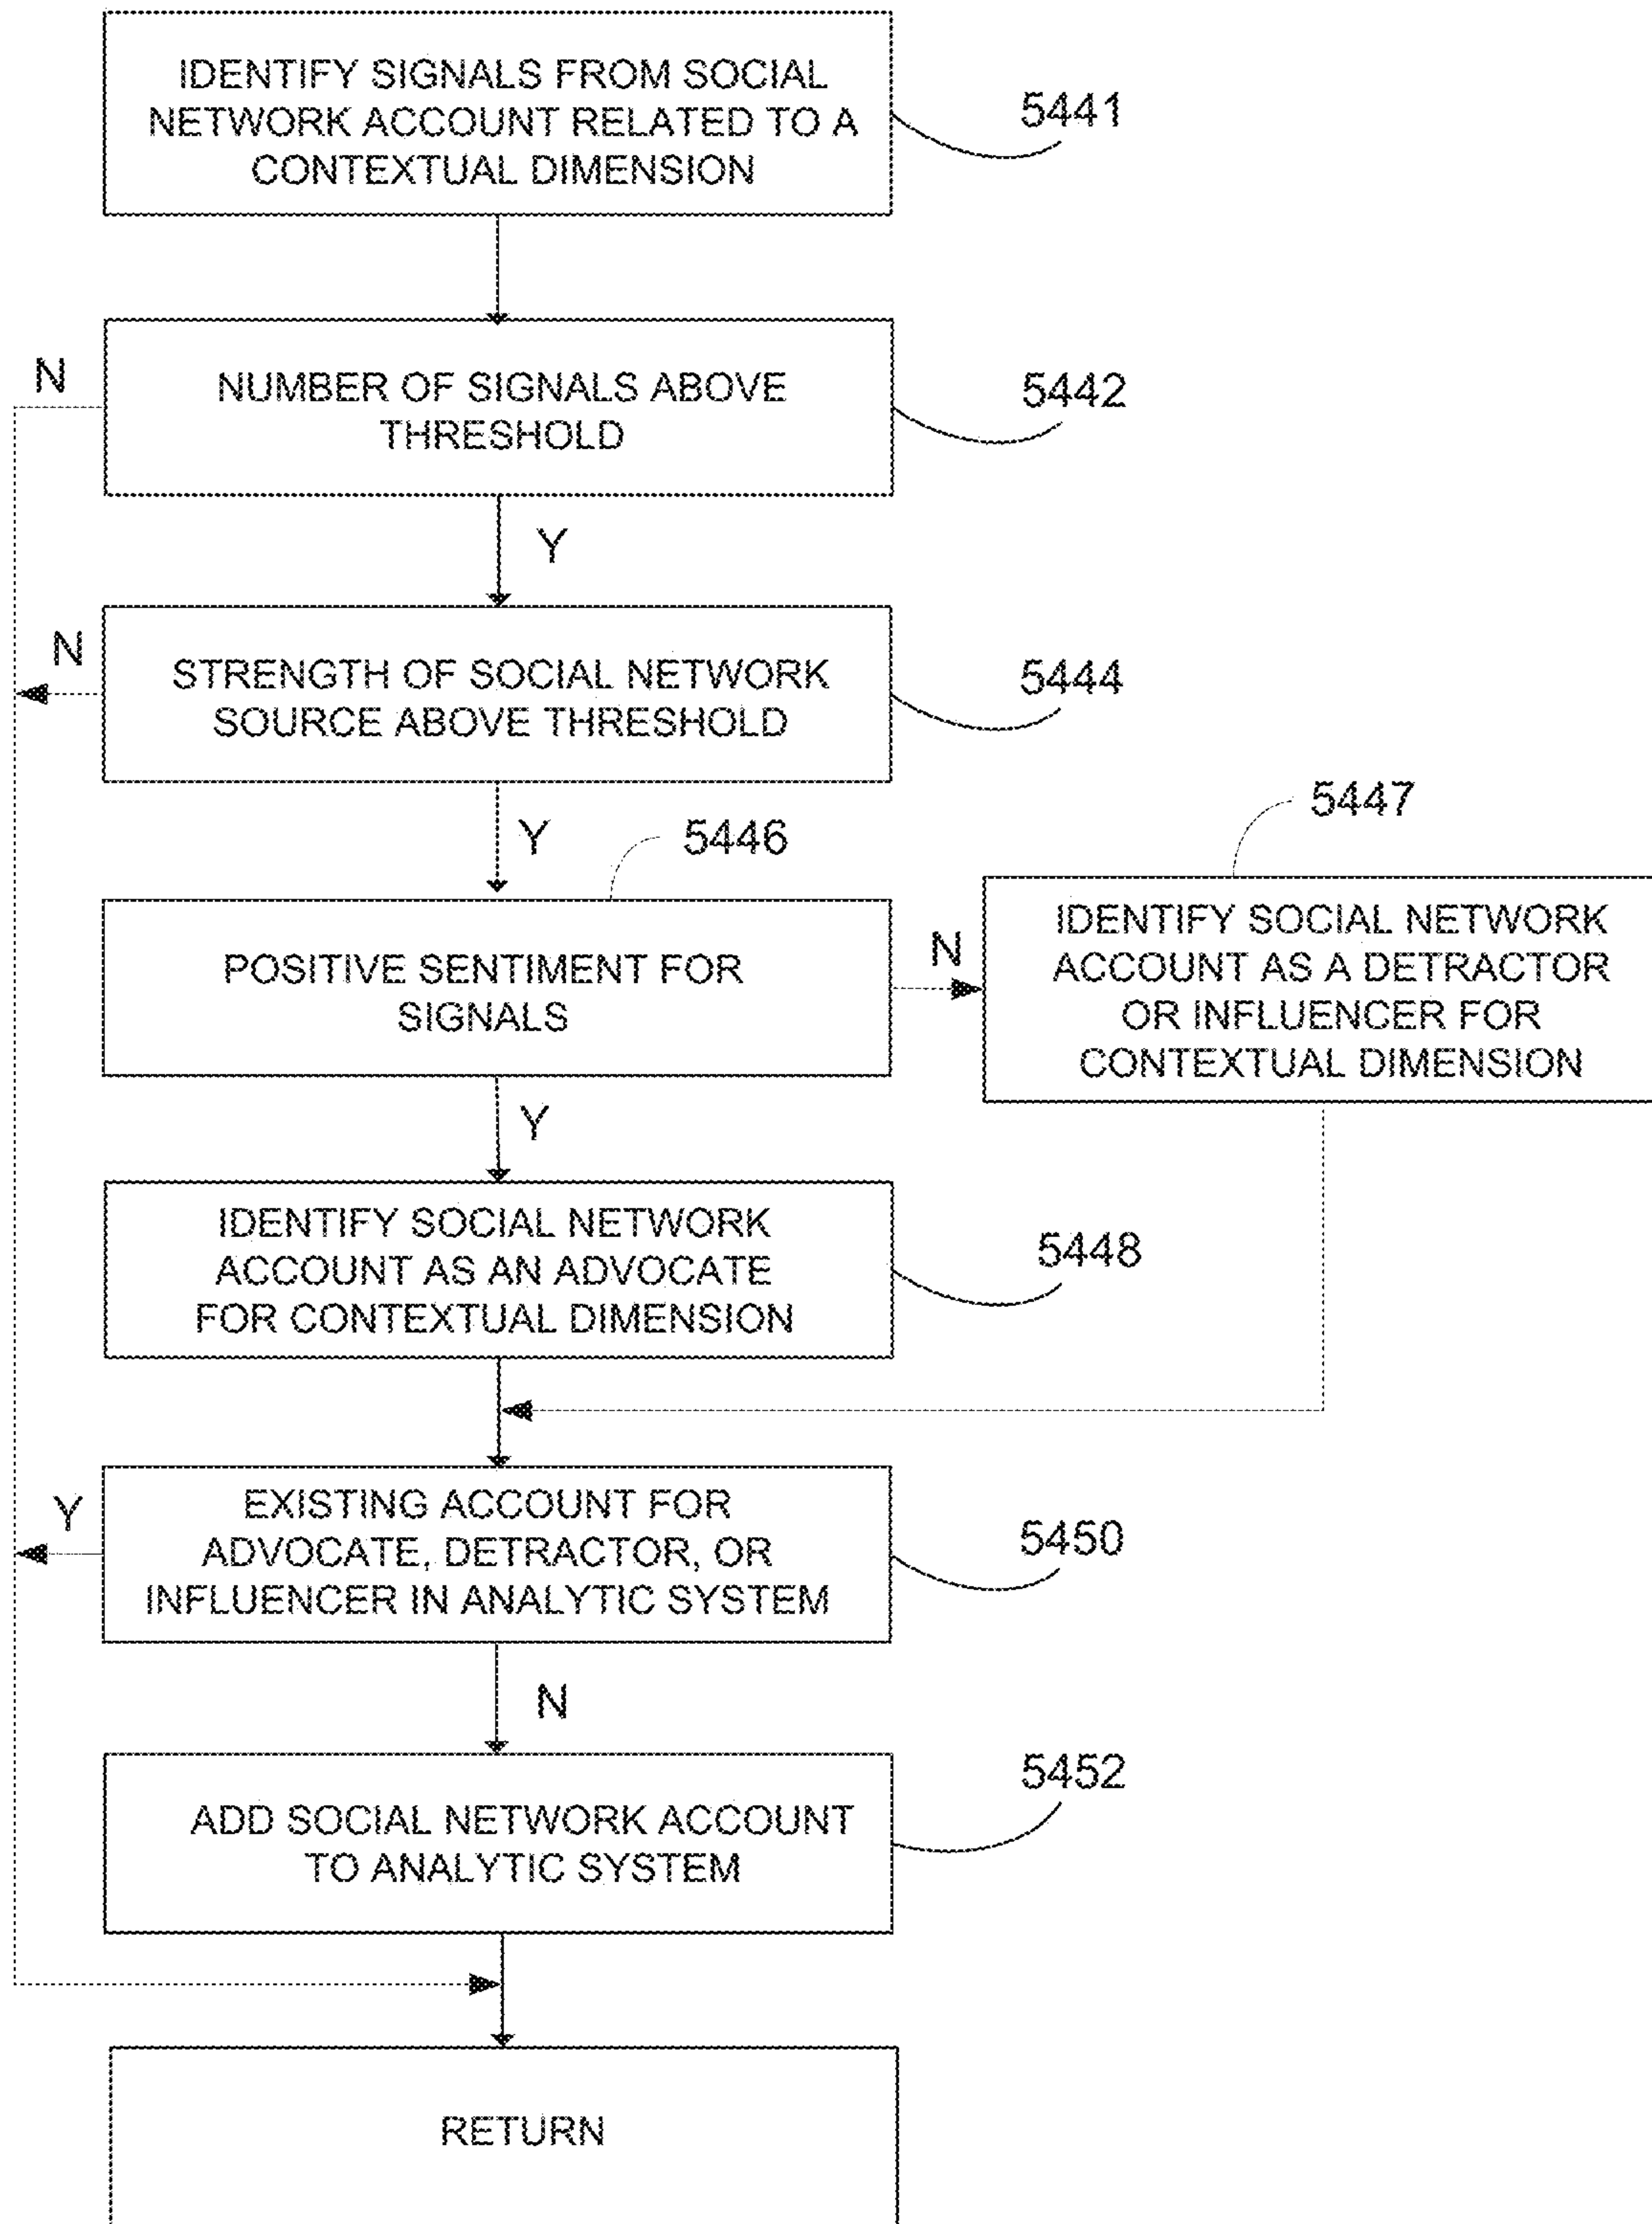 IDENTIFY SIGNALS FROM SOCIAL
NETWORK ACCOUNT RELATED TO A
CONTEXTUAL DIMENSION
5441
N
NUMBER OF SIGNALS ABOVE
THRESHOLD
5442
Y
N
STRENGTH OF SOCIAL NETWORK
SOURCE ABOVE THRESHOLD
5444
Y
5446
5447
POSITIVE SENTIMENT FOR
SIGNALS
N
IDENTIFY SOCIAL NETWORK
ACCOUNT AS A DETRACTOR
OR INFLUENCER FOR
CONTEXTUAL DIMENSION
Y
IDENTIFY SOCIAL NETWORK
ACCOUNT AS AN ADVOCATE
FOR CONTEXTUAL DIMENSION
5448
Y
EXISTING ACCOUNT FOR
ADVOCATE, DETRACTOR, OR
INFLUENCER IN ANALYTIC SYSTEM
5450
N
ADD SOCIAL NETWORK ACCOUNT
TO ANALYTIC SYSTEM
5452
RETURN